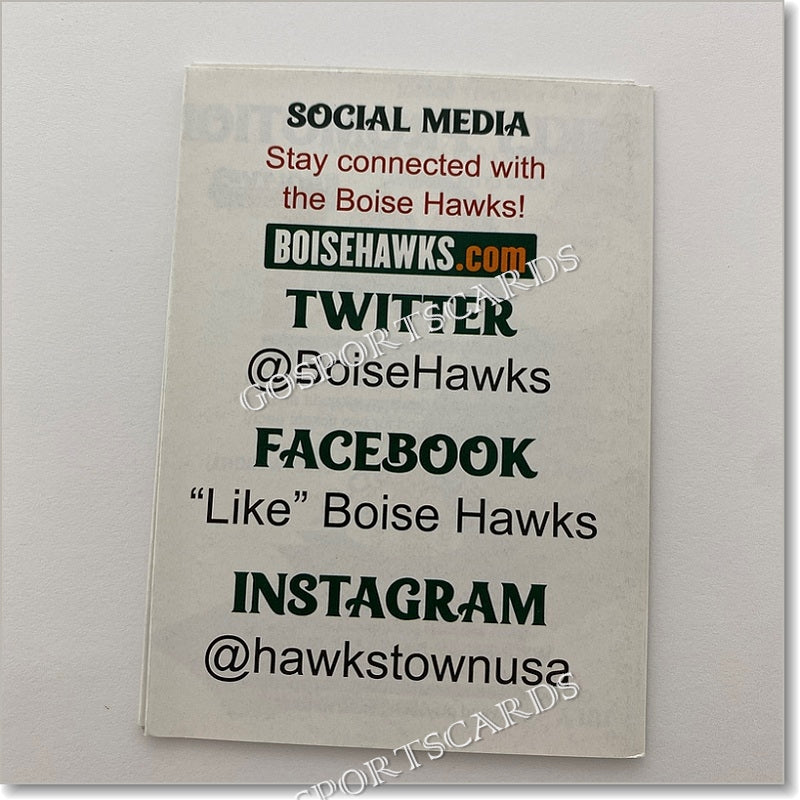 SOCIAL MEDIA
Stay connected with
the Boise Hawks!
BOISEHAWKS.com
TWITTER
@BoiseHawks
FACEBOOK
“Like” Boise Hawks
INSTAGRAM
@hawkstownusa
GOSPORTSCARDS
SPORTSCARDS